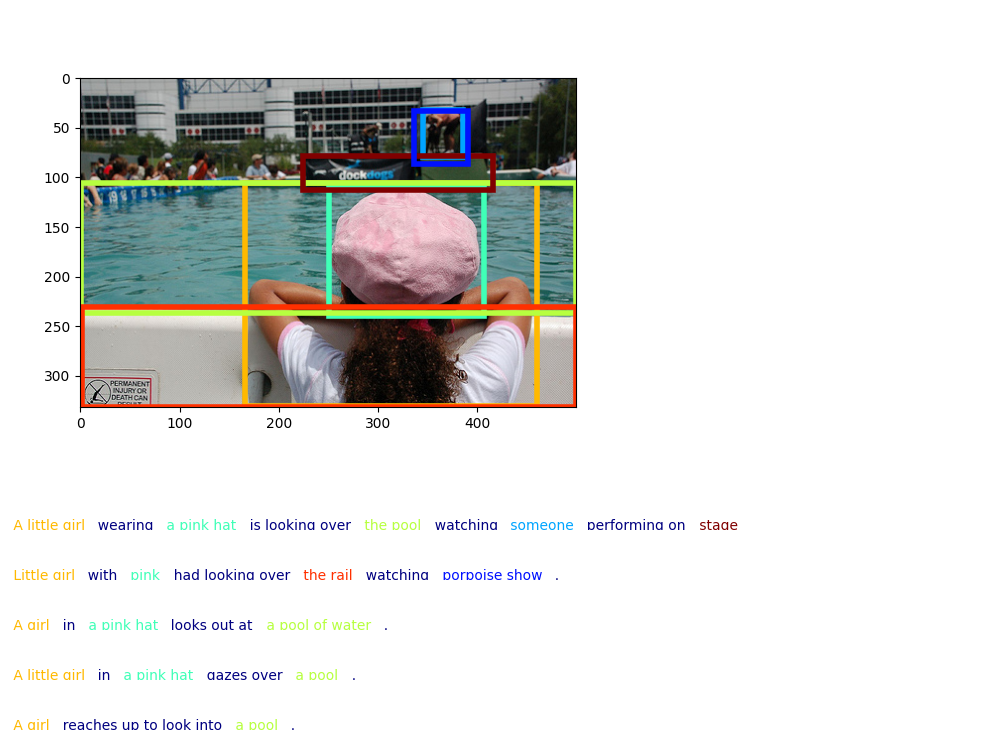 0
50
100
150
200
250
300
dockdogs
PERMANENT
INJURY OR
DEATH CAN
RESULT
0 100 200 300 400
A little girl wearing a pink hat is looking over the pool watching someone performing on stage
Little girl with pink had looking over the rail watching porpoise show .
A girl in a pink hat looks out at a pool of water .
A little girl in a pink hat gazes over a pool .
A girl reaches up to look into a pool .